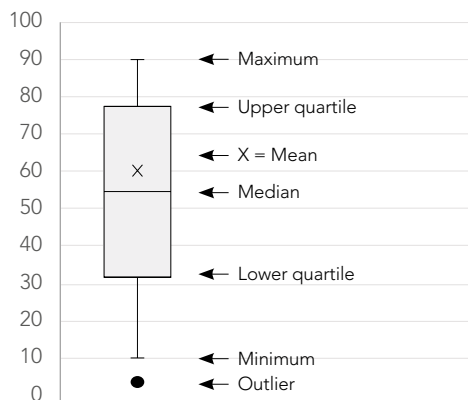 100
90
Maximum
80
Upper quartile
70
X = Mean
60
X
Median
50
40
Lower quartile
30
20
10
Minimum
Outlier
0